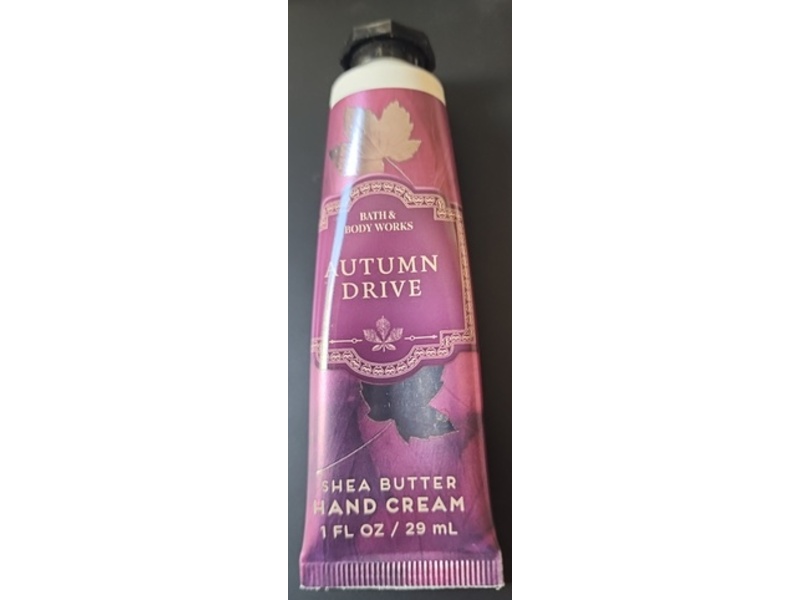 BATH &
BODY WORKS
AUTUMN
DRIVE
SHEA BUTTER
HAND CREAM
1 FL OZ / 29 mL